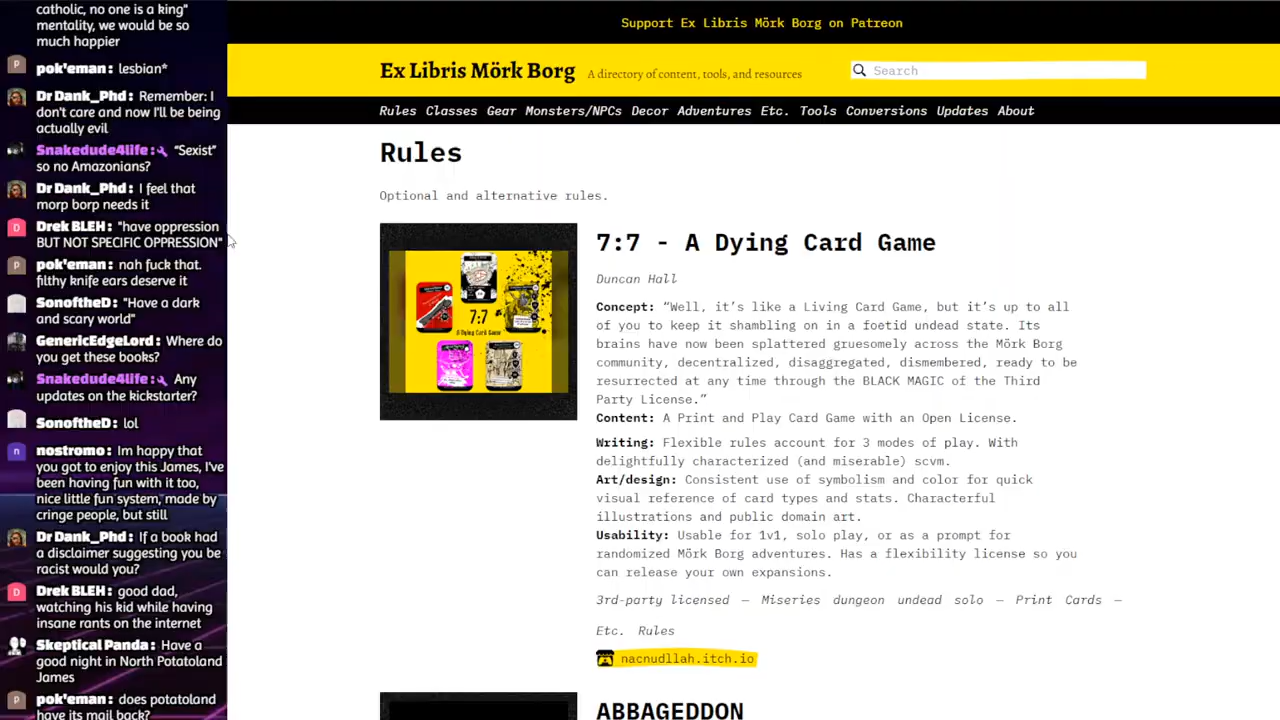 catholic, no one is a king"
mentality, we would be so
much happier
pok'eman: lesbian*
Dr Dank_Phd: Remember: I
don't care and now I'll be being
actually evil
Snakedude4life: "Sexist"
so no Amazonians?
Dr Dank_Phd: I feel that
morp borp needs it
Drek BLEH: "have oppression
BUT NOT SPECIFIC OPPRESSION"
pok'eman: nah fuck that.
filthy knife ears deserve it
SonoftheD: "Have a dark
and scary world"
GenericEdgeLord: Where do
you get these books?
Snakedude4life: Any
updates on the kickstarter?
SonoftheD: lol
nostromo: Im happy that
you got to enjoy this James, I've
been having fun with it too,
nice little fun system, made by
cringe people, but still
Dr Dank_Phd: If a book had
a disclaimer suggesting you be
racist would you?
Drek BLEH: good dad,
watching his kid while having
insane rants on the internet
Skeptical Panda: Have a
good night in North Potatoland
James
pok'eman: does potatoland
have its mail back?
Support Ex Libris Mörk Borg on Patreon
Ex Libris Mörk Borg A directory of content, tools, and resources
Search
Rules Classes Gear Monsters/NPCs Decor Adventures Etc. Tools Conversions Updates About
Rules
Optional and alternative rules.
7:7
A Dying Card Game
7:7 - A Dying Card Game
Duncan Hall
Concept: “Well, it’s like a Living Card Game, but it’s up to all
of you to keep it shambling on in a foetid undead state. Its
brains have now been splattered gruesomely across the Mörk Borg
community, decentralized, disaggregated, dismembered, ready to be
resurrected at any time through the BLACK MAGIC of the Third
Party License.”
Content: A Print and Play Card Game with an Open License.
Writing: Flexible rules account for 3 modes of play. With
delightfully characterized (and miserable) scvm.
Art/design: Consistent use of symbolism and color for quick
visual reference of card types and stats. Characterful
illustrations and public domain art.
Usability: Usable for 1v1, solo play, or as a prompt for
randomized Mörk Borg adventures. Has a flexibility license so you
can release your own expansions.
3rd-party licensed — Miseries dungeon undead solo — Print Cards —
Etc. Rules
nacnudllah.itch.io
ABBAGEDDON